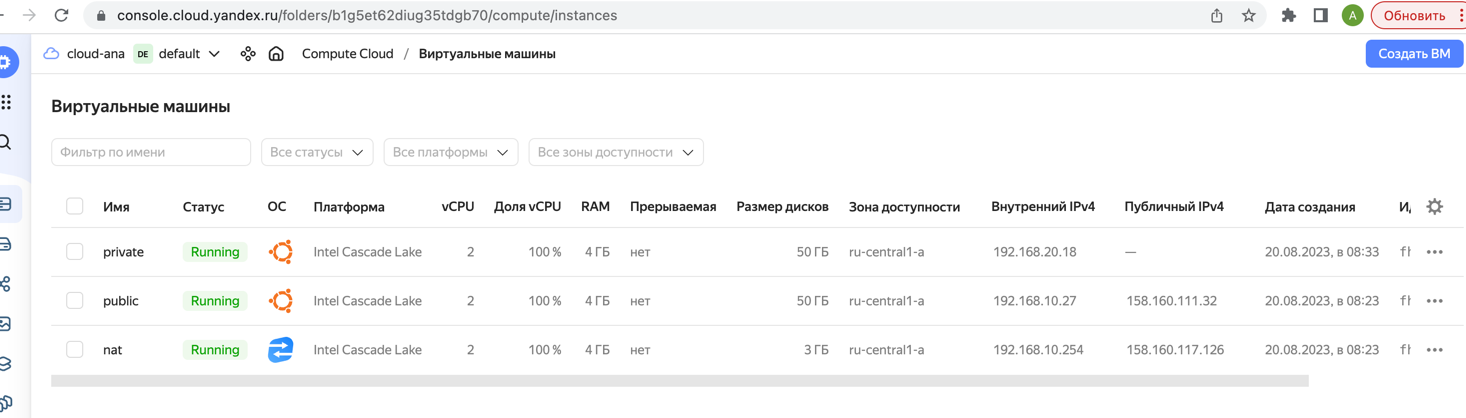 console.cloud.yandex.ru/folders/b1g5et62diug35tdgb70/compute/instances A Обновить
cloud-ana DE default Compute Cloud / Виртуальные машины Создать ВМ
Виртуальные машины
Фильтр по имени Все статусы Все платформы Все зоны доступности
Имя Статус ОС Платформа vCPU Доля vCPU RAM Прерываемая Размер дисков Зона доступности Внутренний IPv4 Публичный IPv4 Дата создания
private Running Intel Cascade Lake 2 100 % 4 ГБ нет 50 ГБ ru-central1-a 192.168.20.18 — 20.08.2023, в 08:33
public Running Intel Cascade Lake 2 100 % 4 ГБ нет 50 ГБ ru-central1-a 192.168.10.27 158.160.111.32 20.08.2023, в 08:23
nat Running Intel Cascade Lake 2 100 % 4 ГБ нет 3 ГБ ru-central1-a 192.168.10.254 158.160.117.126 20.08.2023, в 08:23